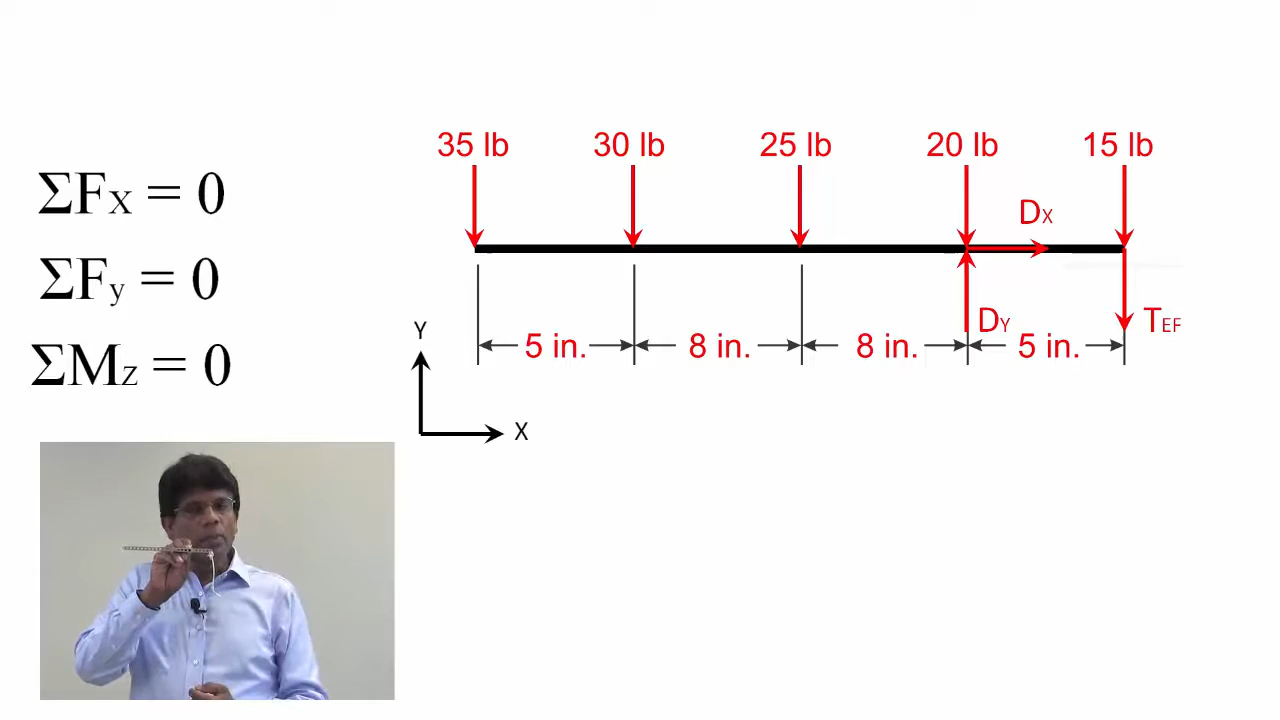 ΣFX = 0
ΣFy = 0
ΣMZ = 0
35 lb 30 lb 25 lb 20 lb 15 lb
DX
DY TEF
5 in. 8 in. 8 in. 5 in.
Y
X